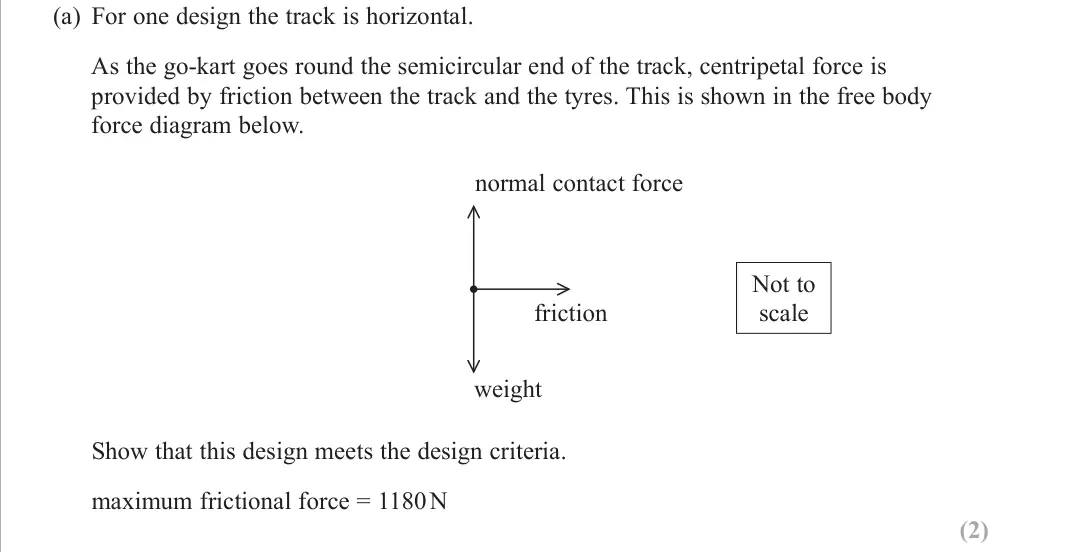 (a) For one design the track is horizontal.
As the go-kart goes round the semicircular end of the track, centripetal force is
provided by friction between the track and the tyres. This is shown in the free body
force diagram below.
normal contact force
Not to
scale
friction
weight
Show that this design meets the design criteria.
maximum frictional force = 1180 N
(2)